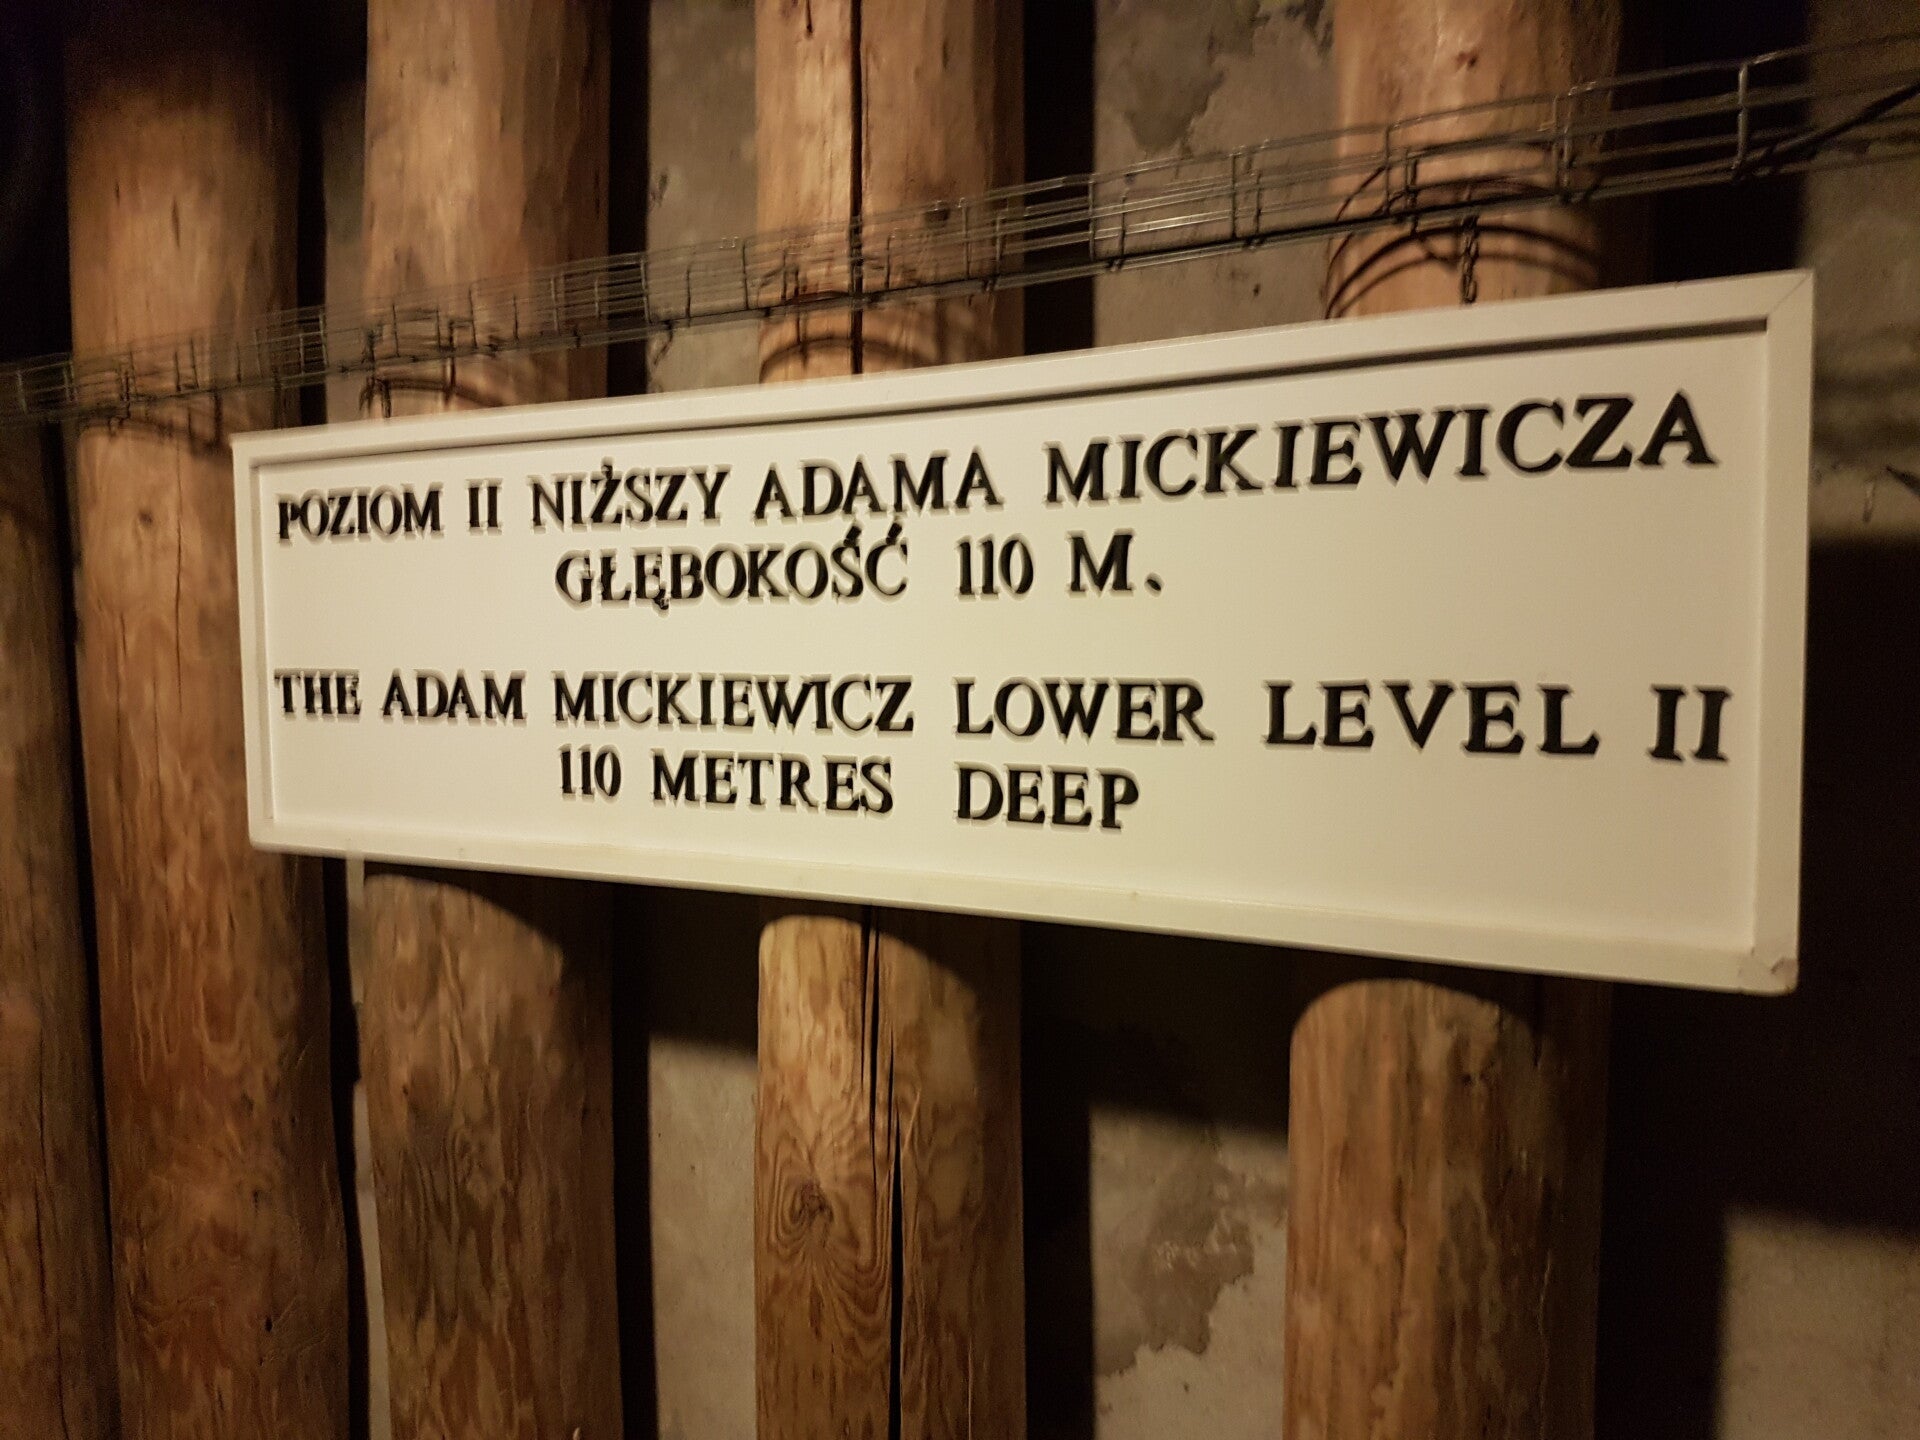 POZIOM II NIŻSZY ADAMA MICKIEWICZA
GŁĘBOKOŚĆ 110 M.
THE ADAM MICKIEWICZ LOWER LEVEL II
110 METRES DEEP